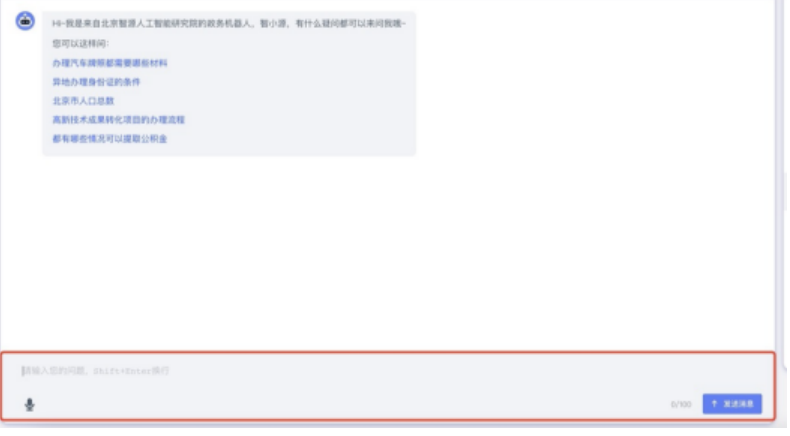 Hi~我是来自北京智源人工智能研究院的政务机器人，智小源，有什么疑问都可以来问我哦~
您可以这样问：
办理汽车牌照都需要哪些材料
异地办理身份证的条件
北京市人口总数
高新技术成果转化项目的办理流程
都有哪些情况可以提取公积金
请输入您的问题，Shift+Enter换行
0/100
发送消息